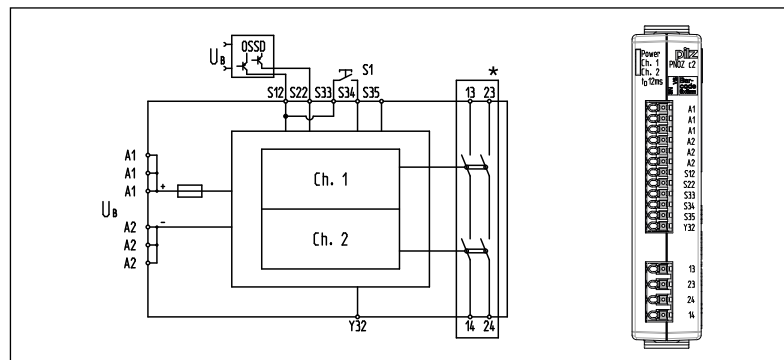 UB
OSSD
S1
*
S12 S22 S33 S34 S35
13 23
A1
A1
A1
+
UB
A2
-
A2
A2
Ch. 1
Ch. 2
Y32
14 24
Power
Ch. 1
Ch. 2
tD 12ms
pilz
PNOZ c2
A1
A1
A1
A2
A2
A2
S12
S22
S33
S34
S35
Y32
13
23
24
14